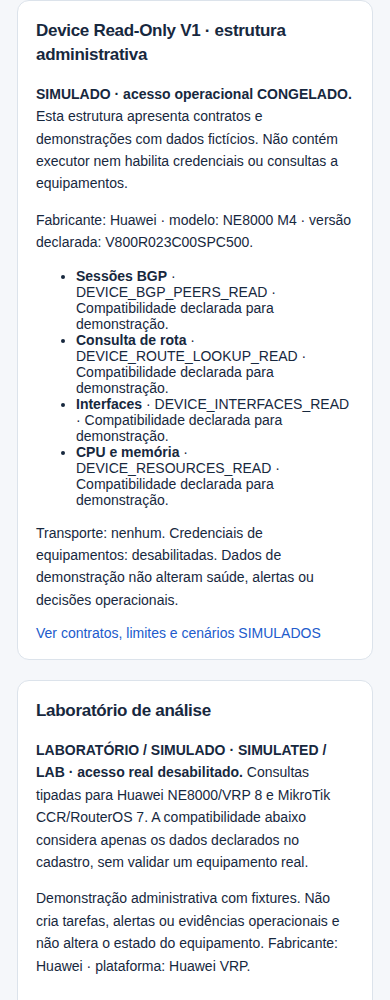 Device Read-Only V1 · estrutura
administrativa
SIMULADO · acesso operacional CONGELADO.
Esta estrutura apresenta contratos e
demonstrações com dados fictícios. Não contém
executor nem habilita credenciais ou consultas a
equipamentos.
Fabricante: Huawei · modelo: NE8000 M4 · versão
declarada: V800R023C00SPC500.
• Sessões BGP ·
DEVICE_BGP_PEERS_READ ·
Compatibilidade declarada para
demonstração.
• Consulta de rota ·
DEVICE_ROUTE_LOOKUP_READ ·
Compatibilidade declarada para
demonstração.
• Interfaces · DEVICE_INTERFACES_READ
· Compatibilidade declarada para
demonstração.
• CPU e memória ·
DEVICE_RESOURCES_READ ·
Compatibilidade declarada para
demonstração.
Transporte: nenhum. Credenciais de
equipamentos: desabilitadas. Dados de
demonstração não alteram saúde, alertas ou
decisões operacionais.
Ver contratos, limites e cenários SIMULADOS
Laboratório de análise
LABORATÓRIO / SIMULADO · SIMULATED /
LAB · acesso real desabilitado. Consultas
tipadas para Huawei NE8000/VRP 8 e MikroTik
CCR/RouterOS 7. A compatibilidade abaixo
considera apenas os dados declarados no
cadastro, sem validar um equipamento real.
Demonstração administrativa com fixtures. Não
cria tarefas, alertas ou evidências operacionais e
não altera o estado do equipamento. Fabricante:
Huawei · plataforma: Huawei VRP.